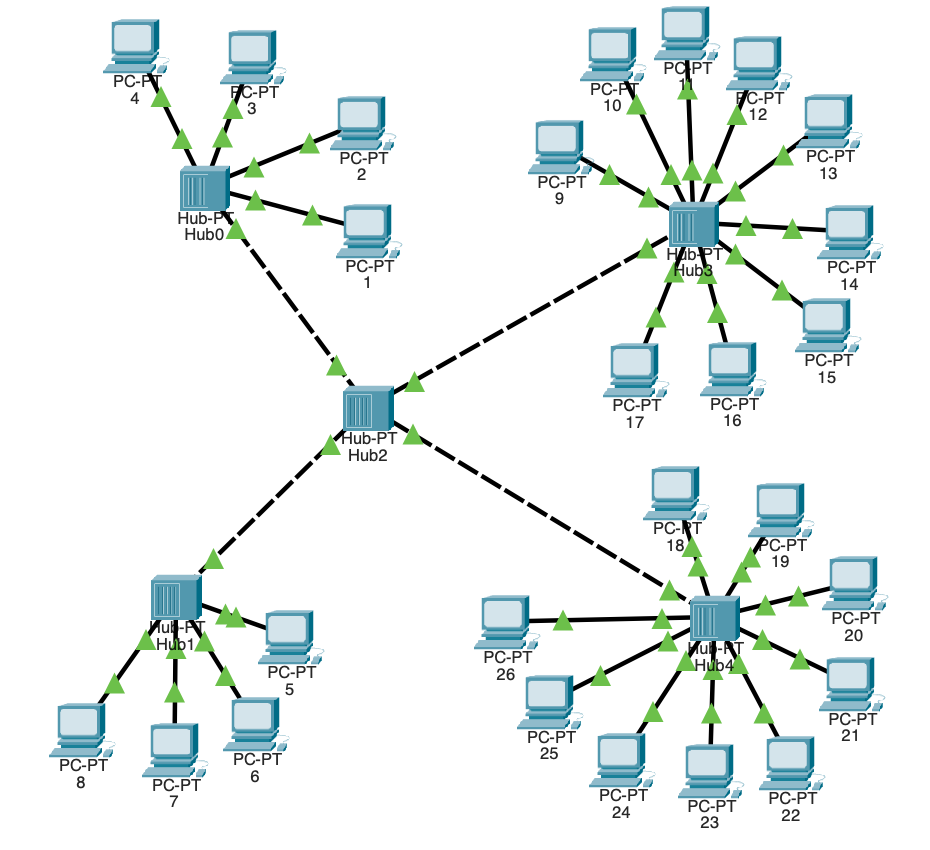 PC-PT
4
PC-PT
3
PC-PT
2
PC-PT
1
Hub-PT
Hub0
PC-PT
10
PC-PT
11
PC-PT
12
PC-PT
13
PC-PT
9
PC-PT
14
Hub-PT
Hub3
PC-PT
15
PC-PT
17
PC-PT
16
Hub-PT
Hub2
PC-PT
18
PC-PT
19
PC-PT
20
Hub-PT
Hub1
PC-PT
5
PC-PT
8
PC-PT
7
PC-PT
6
PC-PT
26
Hub-PT
Hub4
PC-PT
21
PC-PT
25
PC-PT
24
PC-PT
23
PC-PT
22